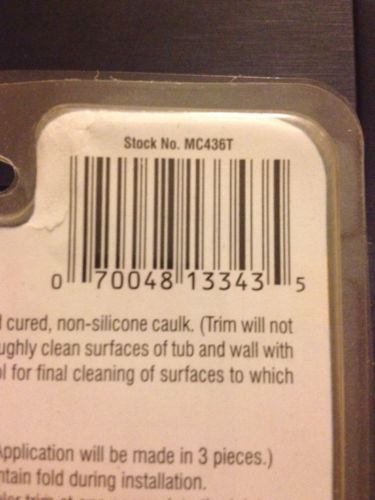 Stock No. MC436T
0 70048 13343 5
cured, non-silicone caulk. (Trim will not
clean surfaces of tub and wall with
for final cleaning of surfaces to which
Application will be made in 3 pieces.)
fold during installation.